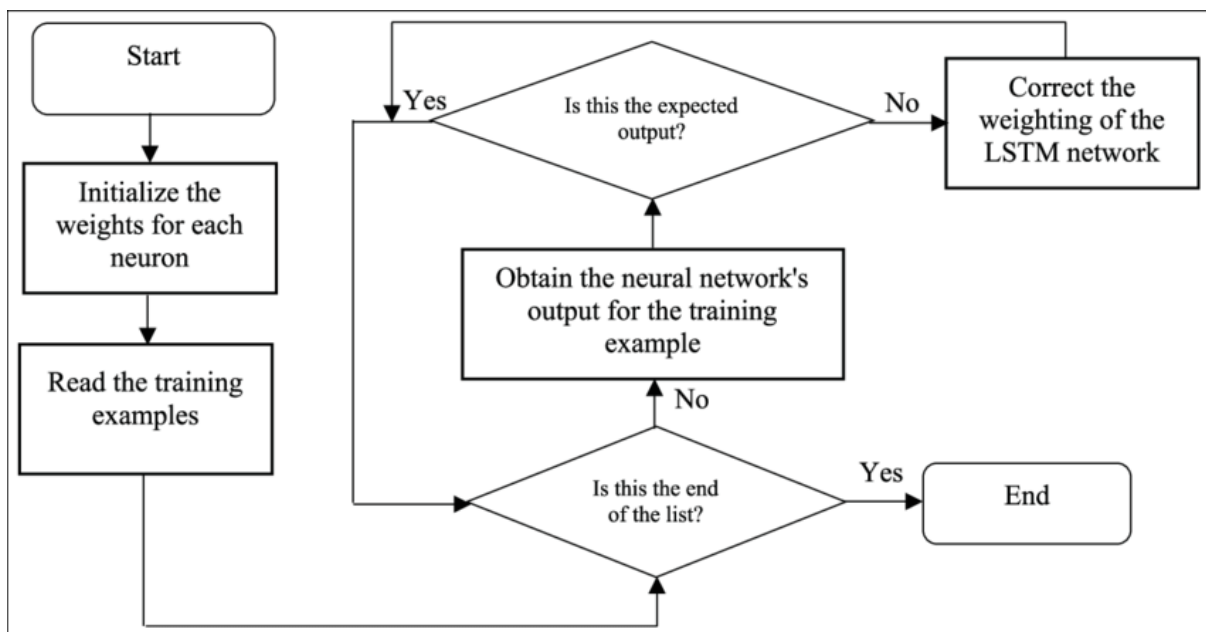 Start
Initialize the
weights for each
neuron
Read the training
examples
Yes
Is this the expected
output?
No
Correct the
weighting of the
LSTM network
Obtain the neural network's
output for the training
example
No
Is this the end
of the list?
Yes
End